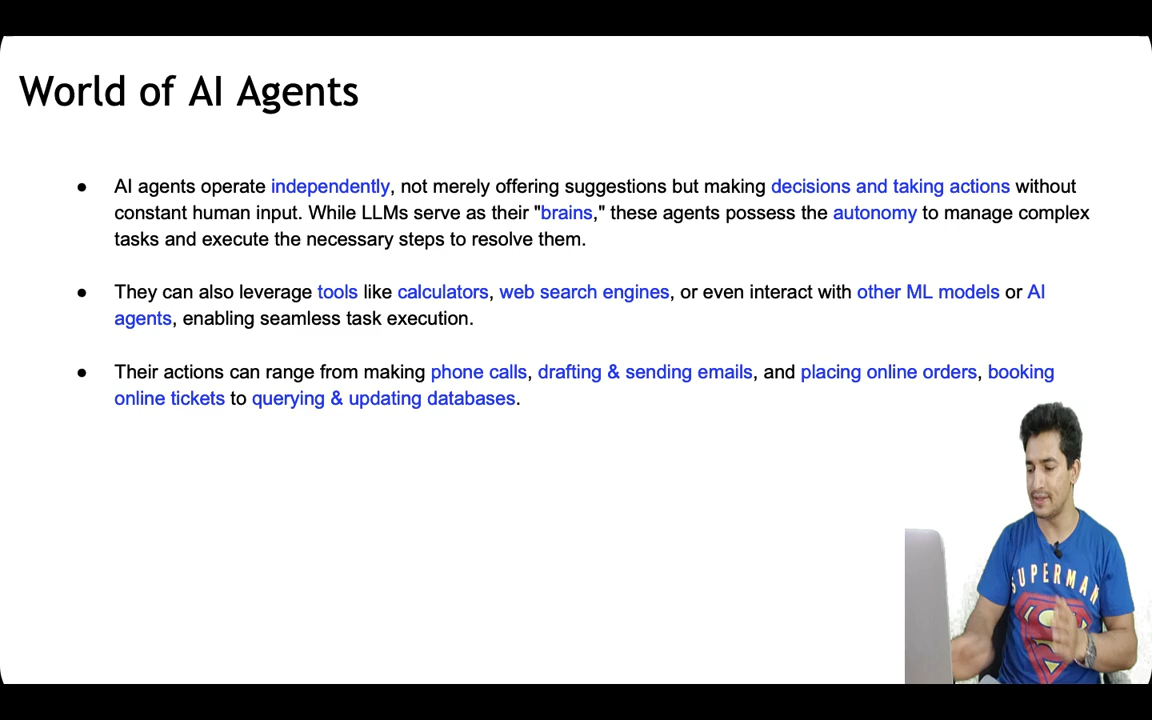 World of AI Agents
● AI agents operate independently, not merely offering suggestions but making decisions and taking actions without
constant human input. While LLMs serve as their "brains," these agents possess the autonomy to manage complex
tasks and execute the necessary steps to resolve them.
● They can also leverage tools like calculators, web search engines, or even interact with other ML models or AI
agents, enabling seamless task execution.
● Their actions can range from making phone calls, drafting & sending emails, and placing online orders, booking
online tickets to querying & updating databases.
SUPERMAN
S